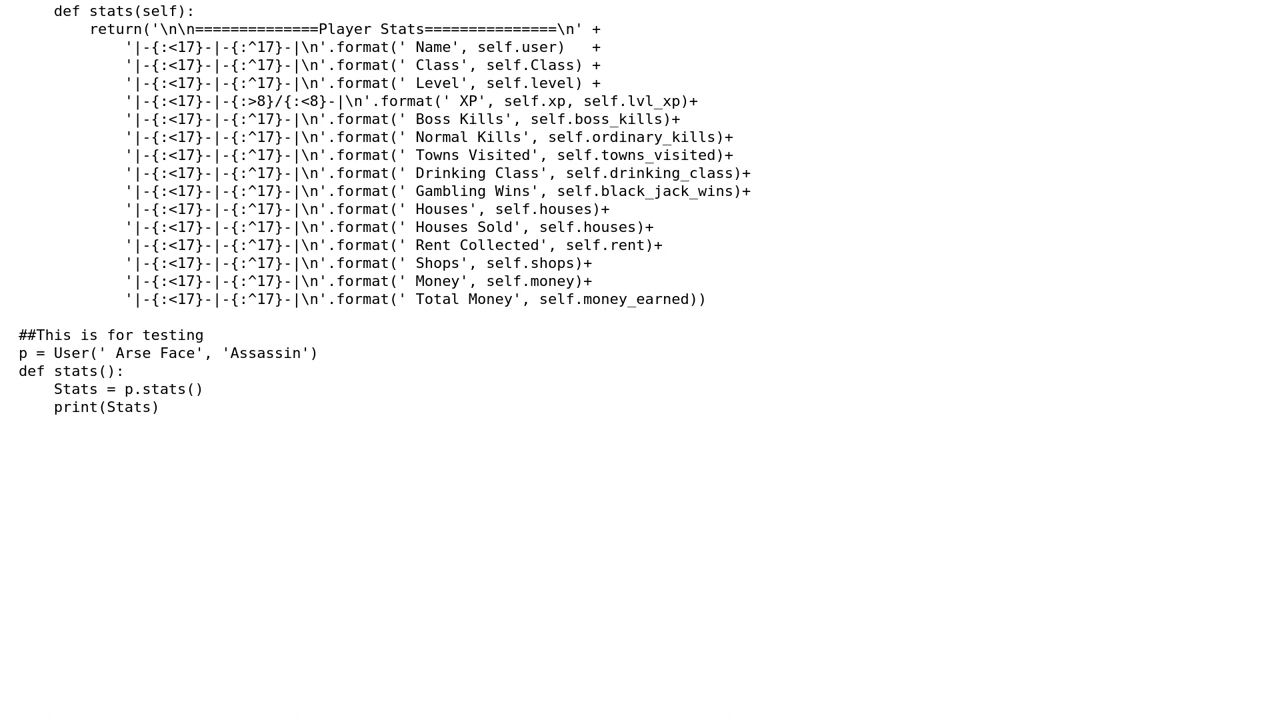 def stats(self):
        return('\n\n==============Player Stats===============\n' +
            '|-{:<17}-|-{:^17}-|\n'.format(' Name', self.user)   +
            '|-{:<17}-|-{:^17}-|\n'.format(' Class', self.Class) +
            '|-{:<17}-|-{:^17}-|\n'.format(' Level', self.level) +
            '|-{:<17}-|-{:>8}/{:<8}-|\n'.format(' XP', self.xp, self.lvl_xp)+
            '|-{:<17}-|-{:^17}-|\n'.format(' Boss Kills', self.boss_kills)+
            '|-{:<17}-|-{:^17}-|\n'.format(' Normal Kills', self.ordinary_kills)+
            '|-{:<17}-|-{:^17}-|\n'.format(' Towns Visited', self.towns_visited)+
            '|-{:<17}-|-{:^17}-|\n'.format(' Drinking Class', self.drinking_class)+
            '|-{:<17}-|-{:^17}-|\n'.format(' Gambling Wins', self.black_jack_wins)+
            '|-{:<17}-|-{:^17}-|\n'.format(' Houses', self.houses)+
            '|-{:<17}-|-{:^17}-|\n'.format(' Houses Sold', self.houses)+
            '|-{:<17}-|-{:^17}-|\n'.format(' Rent Collected', self.rent)+
            '|-{:<17}-|-{:^17}-|\n'.format(' Shops', self.shops)+
            '|-{:<17}-|-{:^17}-|\n'.format(' Money', self.money)+
            '|-{:<17}-|-{:^17}-|\n'.format(' Total Money', self.money_earned))

##This is for testing
p = User(' Arse Face', 'Assassin')
def stats():
    Stats = p.stats()
    print(Stats)